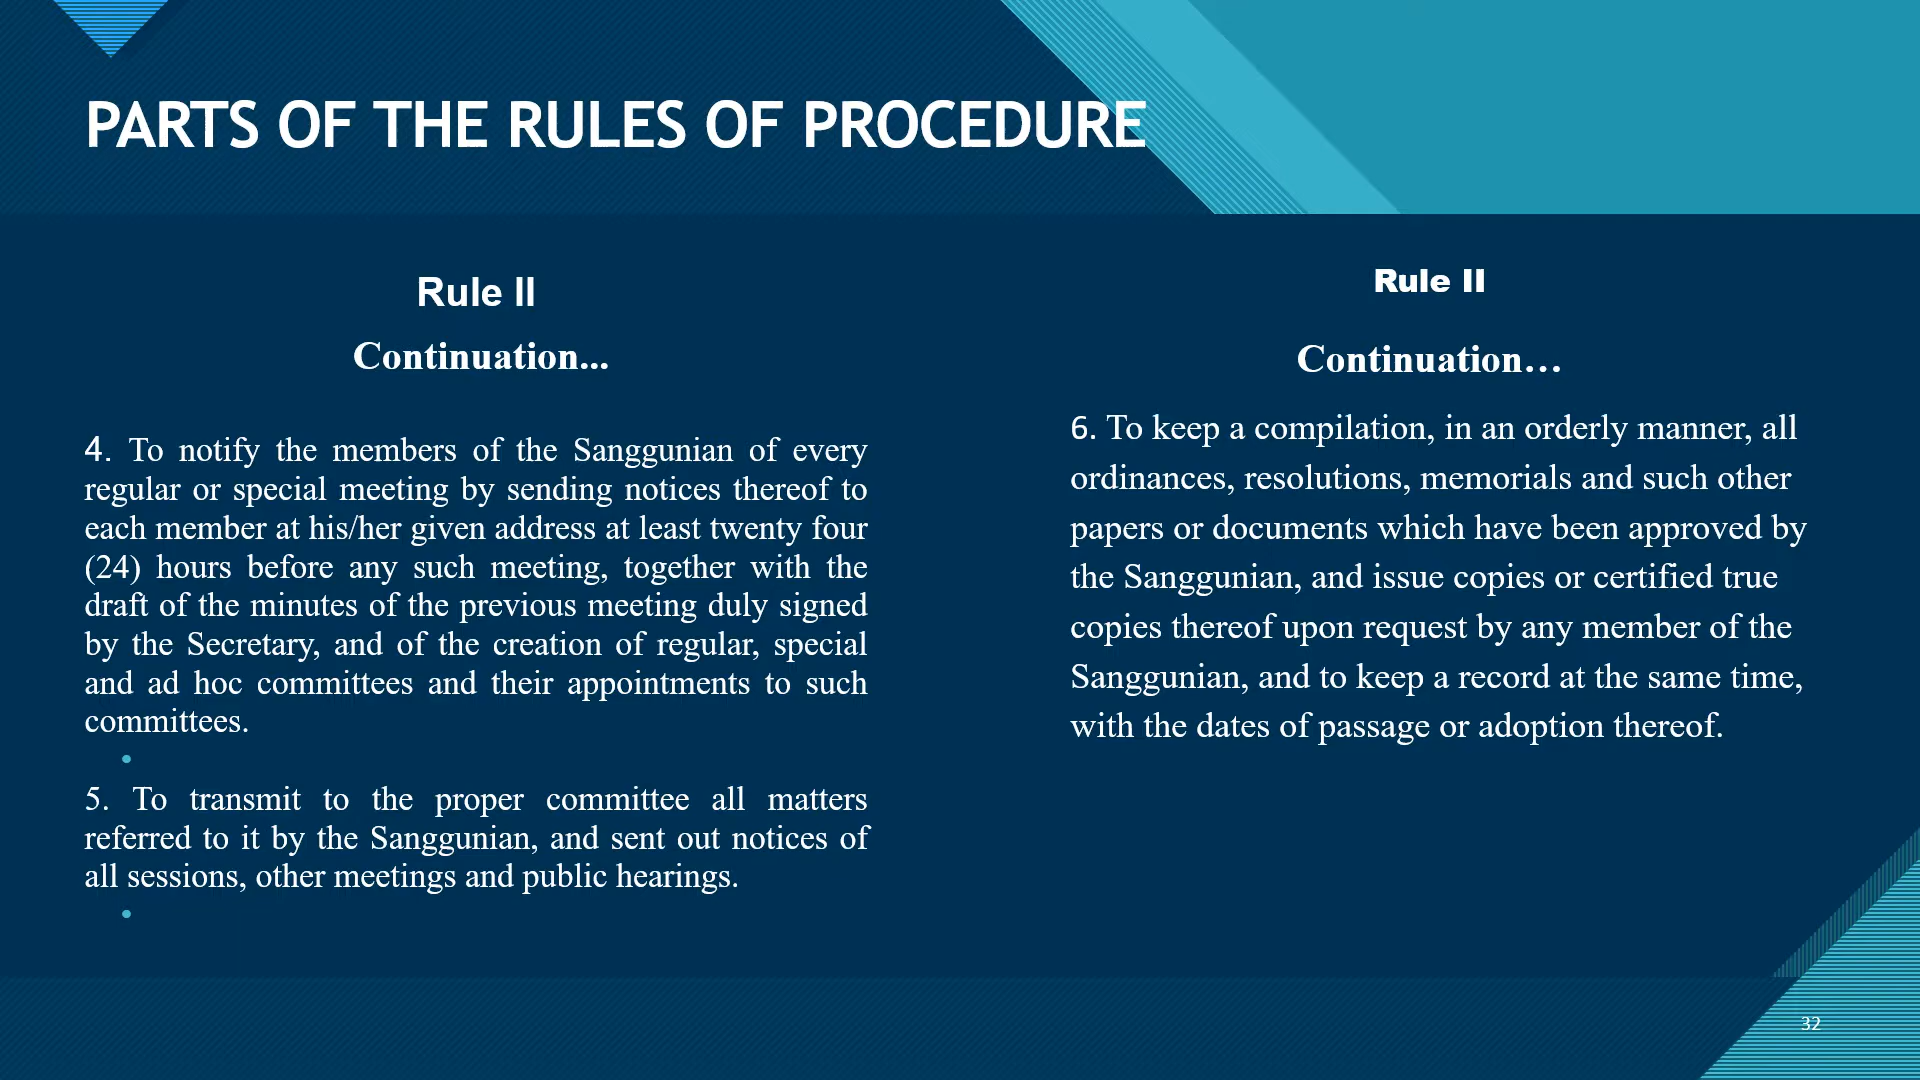 PARTS OF THE RULES OF PROCEDURE
Rule II
Continuation...
4. To notify the members of the Sanggunian of every
regular or special meeting by sending notices thereof to
each member at his/her given address at least twenty four
(24) hours before any such meeting, together with the
draft of the minutes of the previous meeting duly signed
by the Secretary, and of the creation of regular, special
and ad hoc committees and their appointments to such
committees.
5. To transmit to the proper committee all matters
referred to it by the Sanggunian, and sent out notices of
all sessions, other meetings and public hearings.
Rule II
Continuation…
6. To keep a compilation, in an orderly manner, all
ordinances, resolutions, memorials and such other
papers or documents which have been approved by
the Sanggunian, and issue copies or certified true
copies thereof upon request by any member of the
Sanggunian, and to keep a record at the same time,
with the dates of passage or adoption thereof.
32